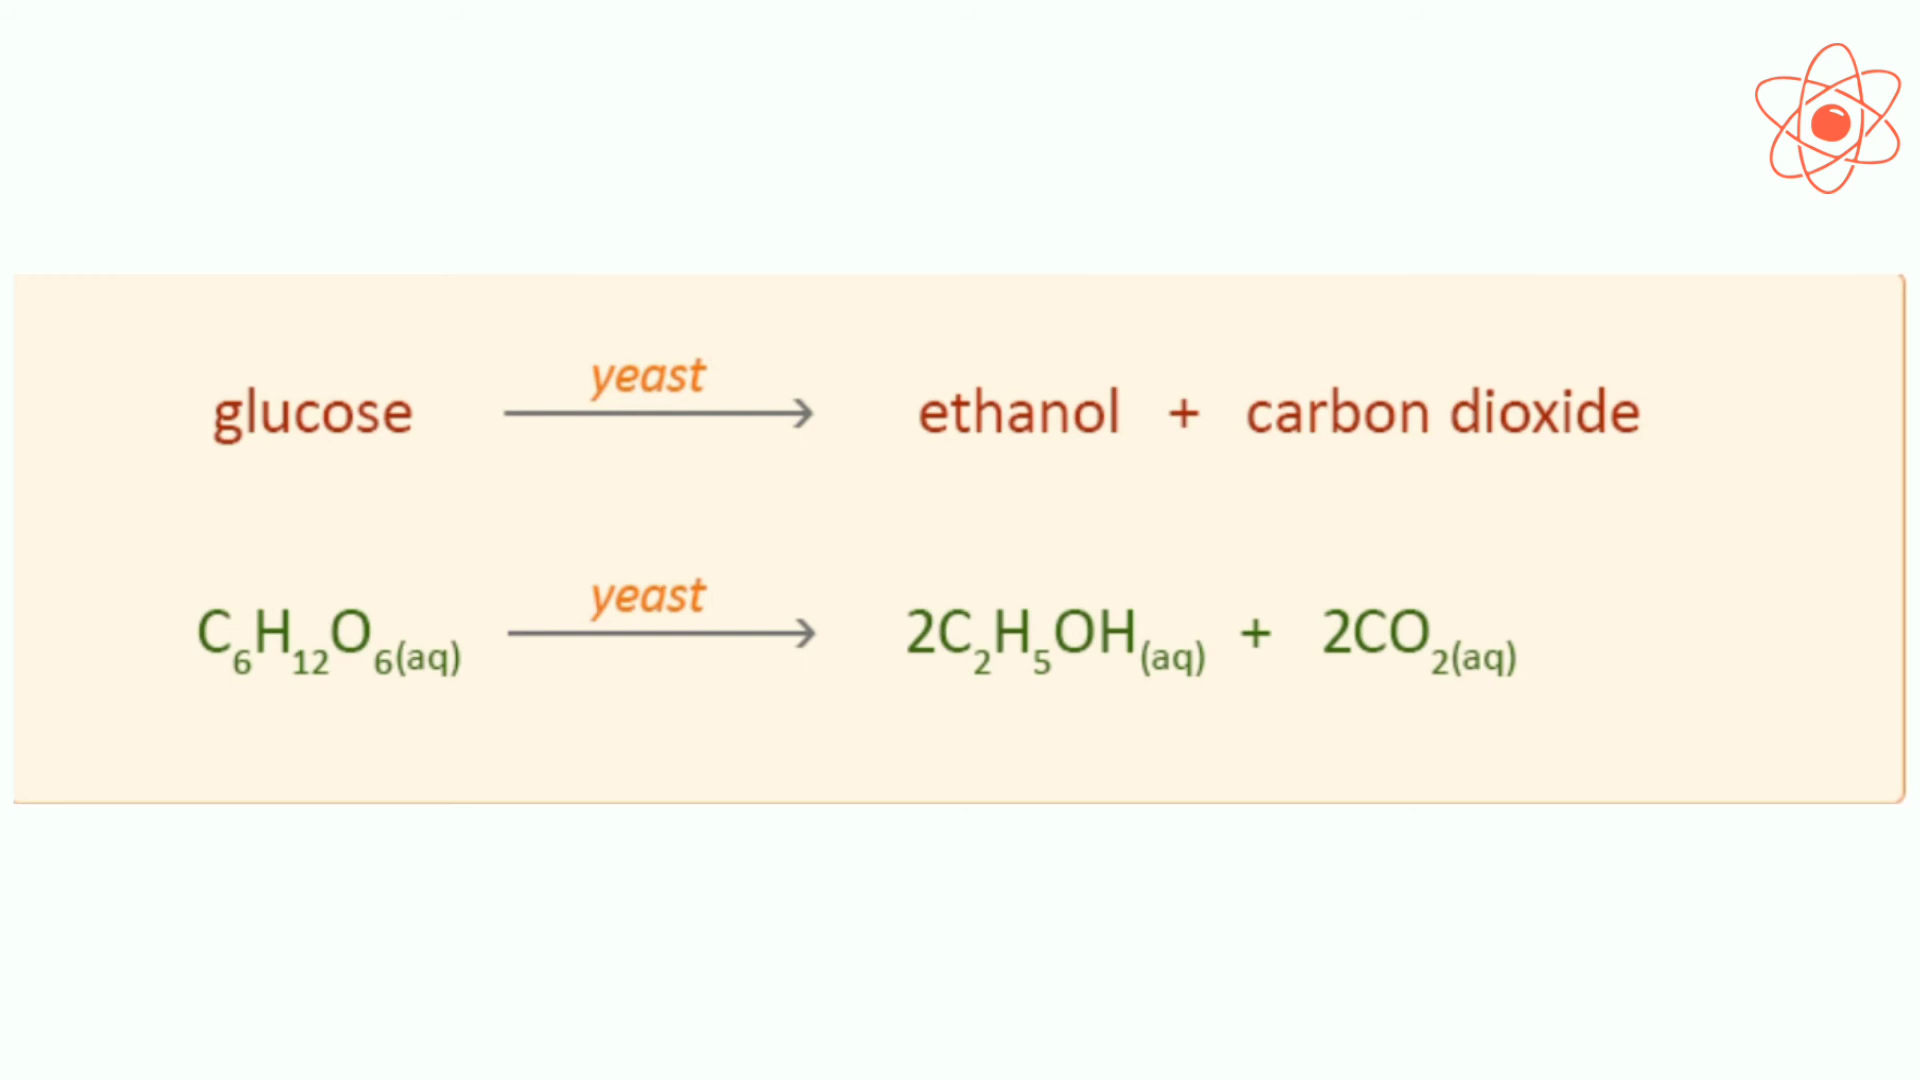 yeast
glucose → ethanol + carbon dioxide
yeast
C₆H₁₂O₆(aq) → 2C₂H₅OH(aq) + 2CO₂(aq)